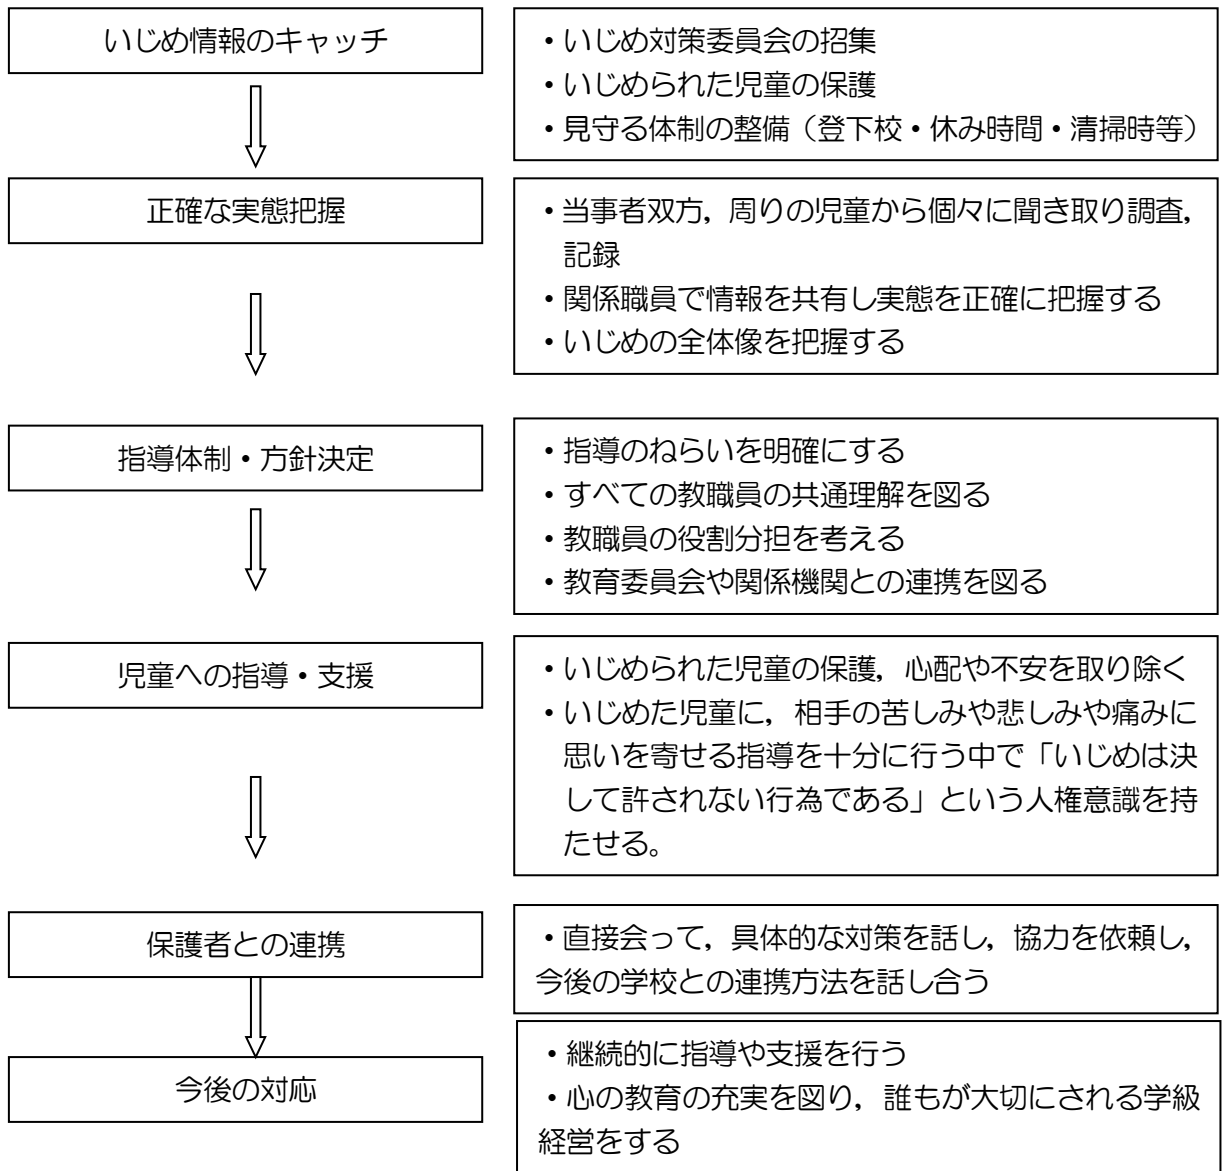 いじめ情報のキャッチ
・いじめ対策委員会の招集
・いじめられた児童の保護
・見守る体制の整備（登下校・休み時間・清掃時等）
正確な実態把握
・当事者双方，周りの児童から個々に聞き取り調査，
記録
・関係職員で情報を共有し実態を正確に把握する
・いじめの全体像を把握する
指導体制・方針決定
・指導のねらいを明確にする
・すべての教職員の共通理解を図る
・教職員の役割分担を考える
・教育委員会や関係機関との連携を図る
児童への指導・支援
・いじめられた児童の保護，心配や不安を取り除く
・いじめた児童に，相手の苦しみや悲しみや痛みに
思いを寄せる指導を十分に行う中で「いじめは決
して許されない行為である」という人権意識を持
たせる。
保護者との連携
・直接会って，具体的な対策を話し，協力を依頼し，
今後の学校との連携方法を話し合う
今後の対応
・継続的に指導や支援を行う
・心の教育の充実を図り，誰もが大切にされる学級
経営をする